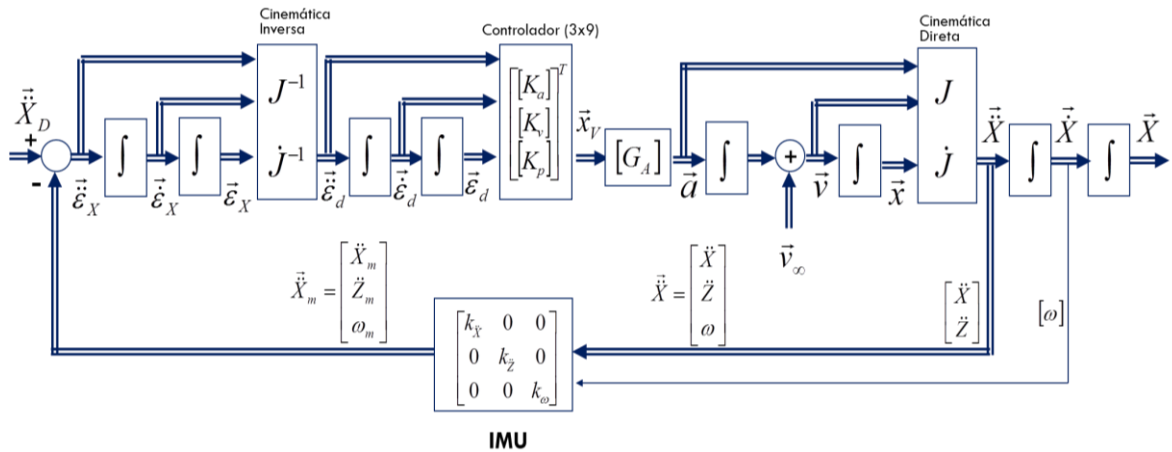 Cinemática
Inversa
Controlador (3x9)
Cinemática
Direta
J⁻¹
J̇⁻¹
[[K_a]
[K_v]
[K_p]]ᵀ
J
J̇
Ẍ⃗_D
+
-
∫
∫
∫
∫
x⃗_V
[G_A]
∫
+
∫
Ẍ⃗
∫
Ẋ⃗
∫
X⃗
ε̈⃗_X
ε̇⃗_X
ε⃗_X
ε̈⃗_d
ε̇⃗_d
ε⃗_d
a⃗
v⃗
x⃗
v⃗_∞
Ẍ⃗_m = [Ẍ_m
Z̈_m
ω_m]
Ẍ⃗ = [Ẍ
Z̈
ω]
[Ẍ
Z̈]
[ω]
[k_Ẍ 0 0
0 k_Z̈ 0
0 0 k_ω]
IMU